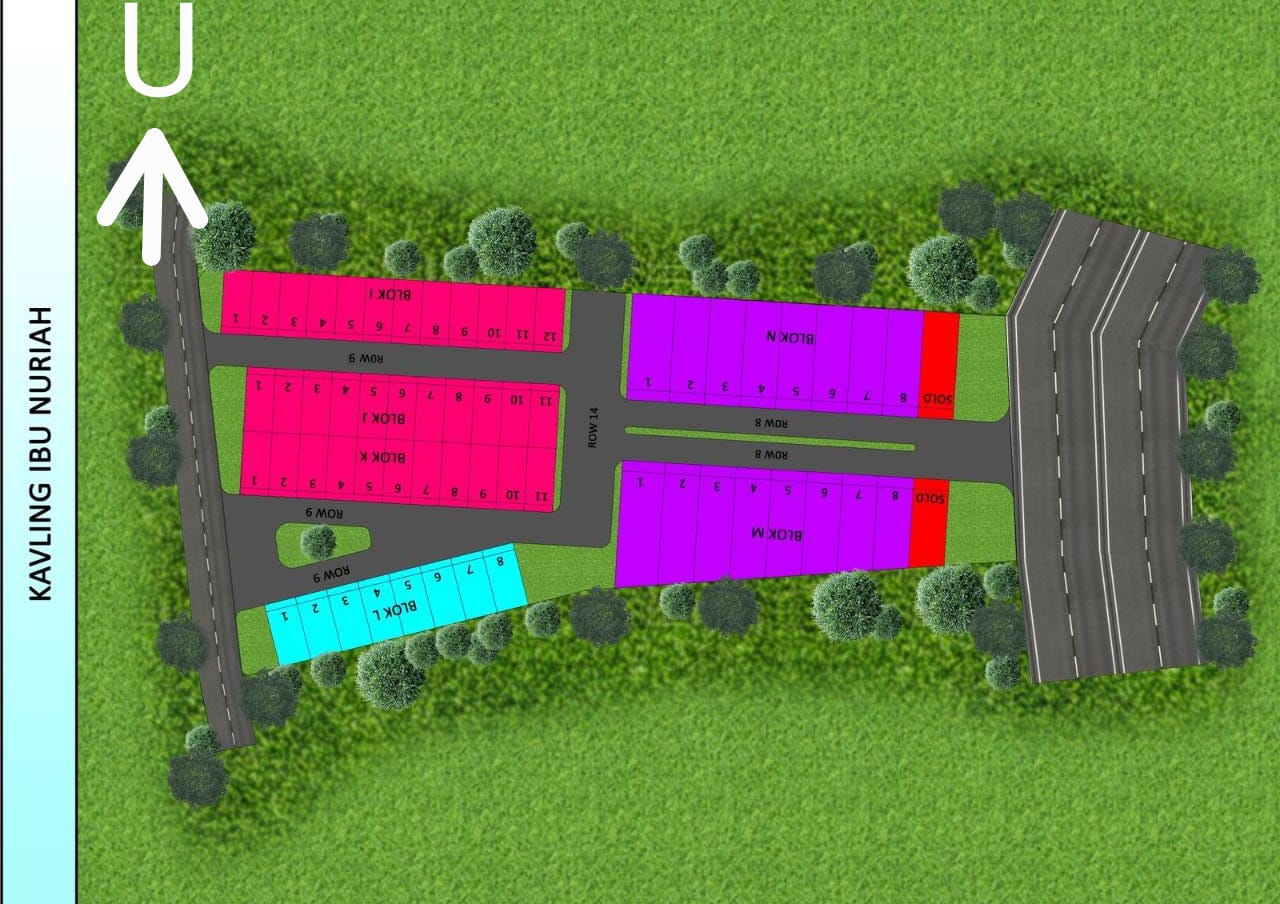 U
KAVLING IBU NURIAH
BLOK I
1 2 3 4 5 6 7 8 9 10 11 12
ROW 9
1 2 3 4 5 6 7 8 9 10 11
BLOK J
BLOK K
1 2 3 4 5 6 7 8 9 10 11
ROW 9
ROW 9
1 2 3 4 5 6 7 8
BLOK L
ROW 14
BLOK N
1 2 3 4 5 6 7 8 SOLD
ROW 8
ROW 8
1 2 3 4 5 6 7 8 SOLD
BLOK M